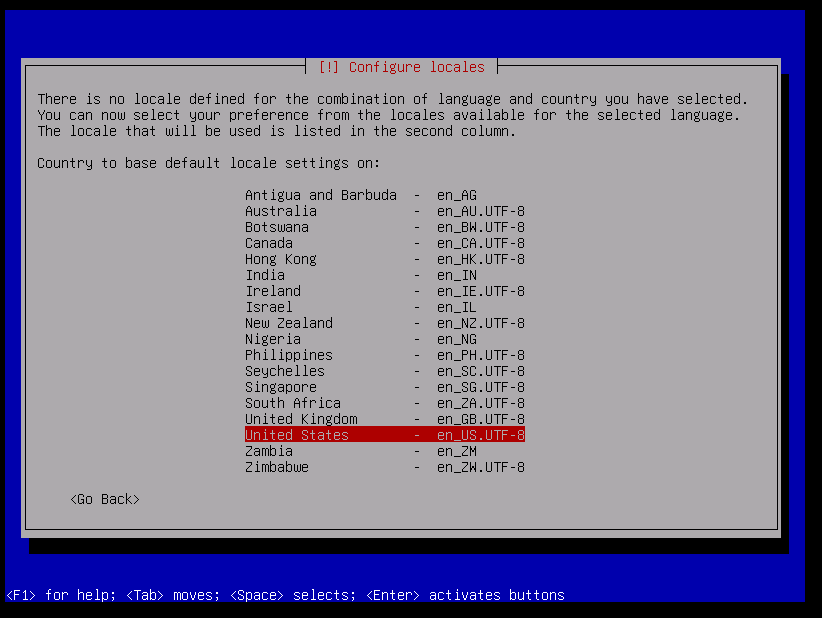 [!] Configure locales
There is no locale defined for the combination of language and country you have selected.
You can now select your preference from the locales available for the selected language.
The locale that will be used is listed in the second column.
Country to base default locale settings on:
Antigua and Barbuda - en_AG
Australia - en_AU.UTF-8
Botswana - en_BW.UTF-8
Canada - en_CA.UTF-8
Hong Kong - en_HK.UTF-8
India - en_IN
Ireland - en_IE.UTF-8
Israel - en_IL
New Zealand - en_NZ.UTF-8
Nigeria - en_NG
Philippines - en_PH.UTF-8
Seychelles - en_SC.UTF-8
Singapore - en_SG.UTF-8
South Africa - en_ZA.UTF-8
United Kingdom - en_GB.UTF-8
United States - en_US.UTF-8
Zambia - en_ZM
Zimbabwe - en_ZW.UTF-8
<Go Back>
<F1> for help; <Tab> moves; <Space> selects; <Enter> activates buttons